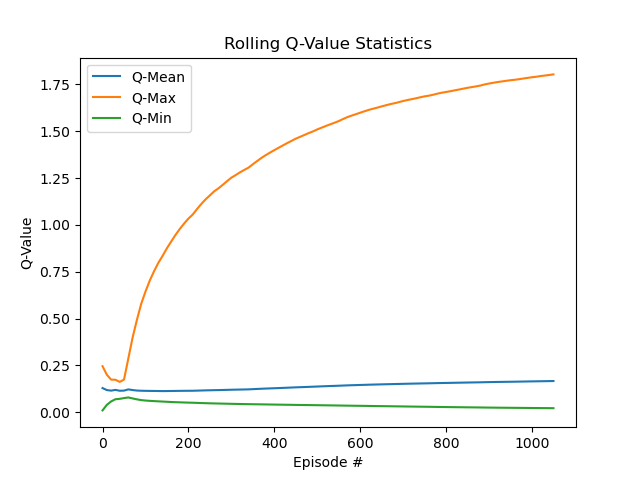 Rolling Q-Value Statistics
Q-Mean
Q-Max
Q-Min
Q-Value
1.75
1.50
1.25
1.00
0.75
0.50
0.25
0.00
0 200 400 600 800 1000
Episode #